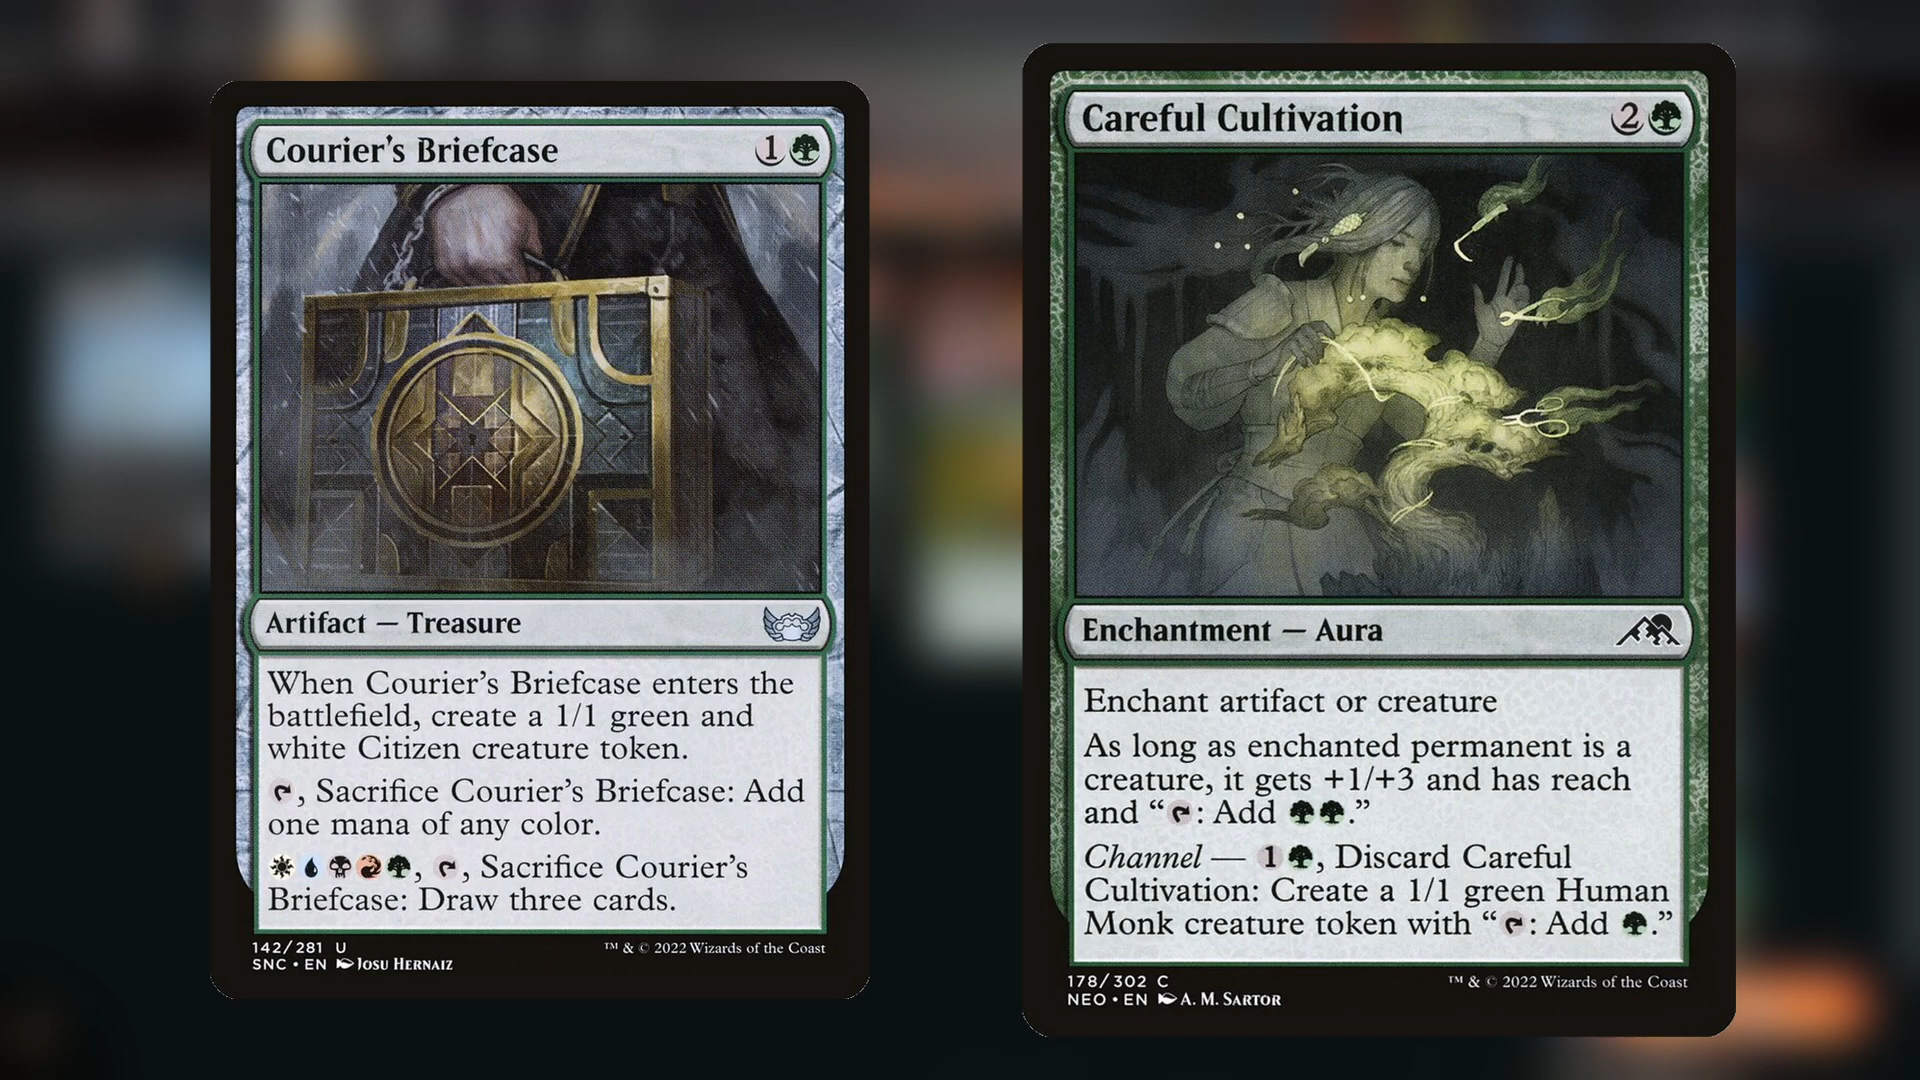 Courier's Briefcase 1
Artifact — Treasure
When Courier's Briefcase enters the
battlefield, create a 1/1 green and
white Citizen creature token.
, Sacrifice Courier's Briefcase: Add
one mana of any color.
, , Sacrifice Courier's
Briefcase: Draw three cards.
142/281 U
SNC • EN Josu Hernaiz
™ & © 2022 Wizards of the Coast
Careful Cultivation 2
Enchantment — Aura
Enchant artifact or creature
As long as enchanted permanent is a
creature, it gets +1/+3 and has reach
and “: Add .”
Channel — 1, Discard Careful
Cultivation: Create a 1/1 green Human
Monk creature token with “: Add .”
178/302 C
NEO • EN A. M. Sartor
™ & © 2022 Wizards of the Coast